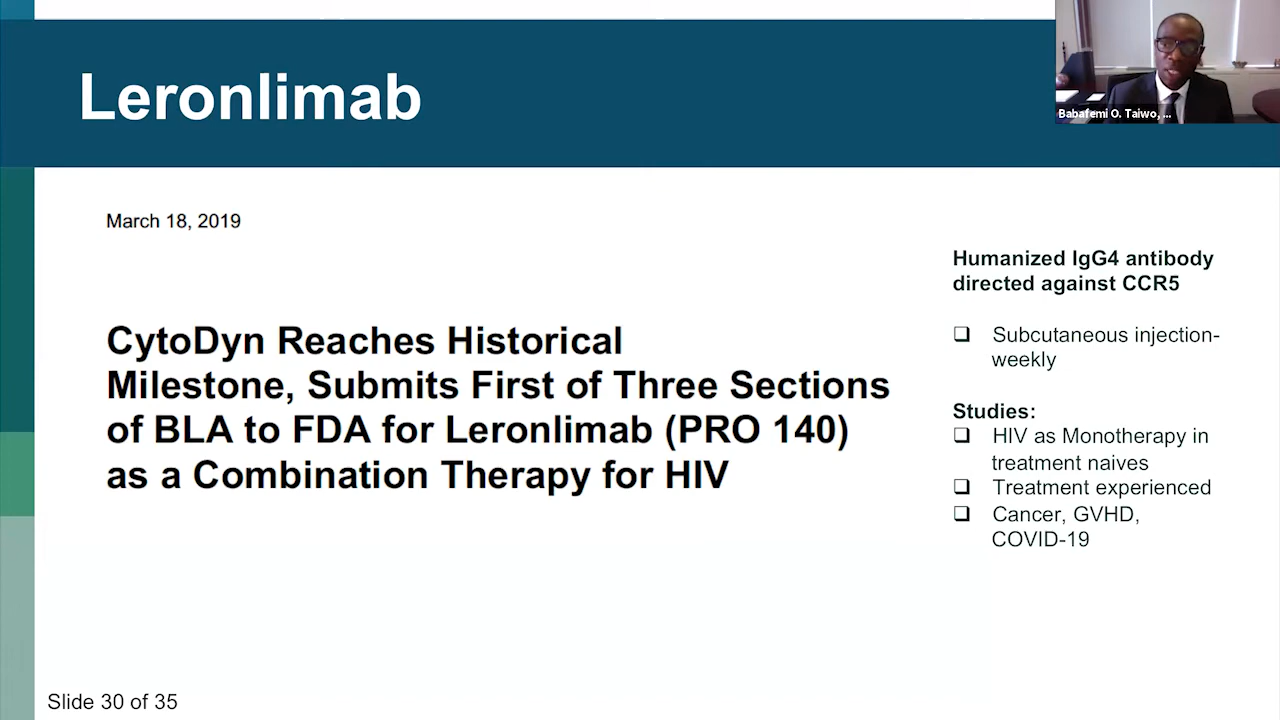 Leronlimab
Babafemi O. Taiwo, ...
March 18, 2019
CytoDyn Reaches Historical
Milestone, Submits First of Three Sections
of BLA to FDA for Leronlimab (PRO 140)
as a Combination Therapy for HIV
Humanized IgG4 antibody
directed against CCR5
❑ Subcutaneous injection-
weekly
Studies:
❑ HIV as Monotherapy in
treatment naives
❑ Treatment experienced
❑ Cancer, GVHD,
COVID-19
Slide 30 of 35